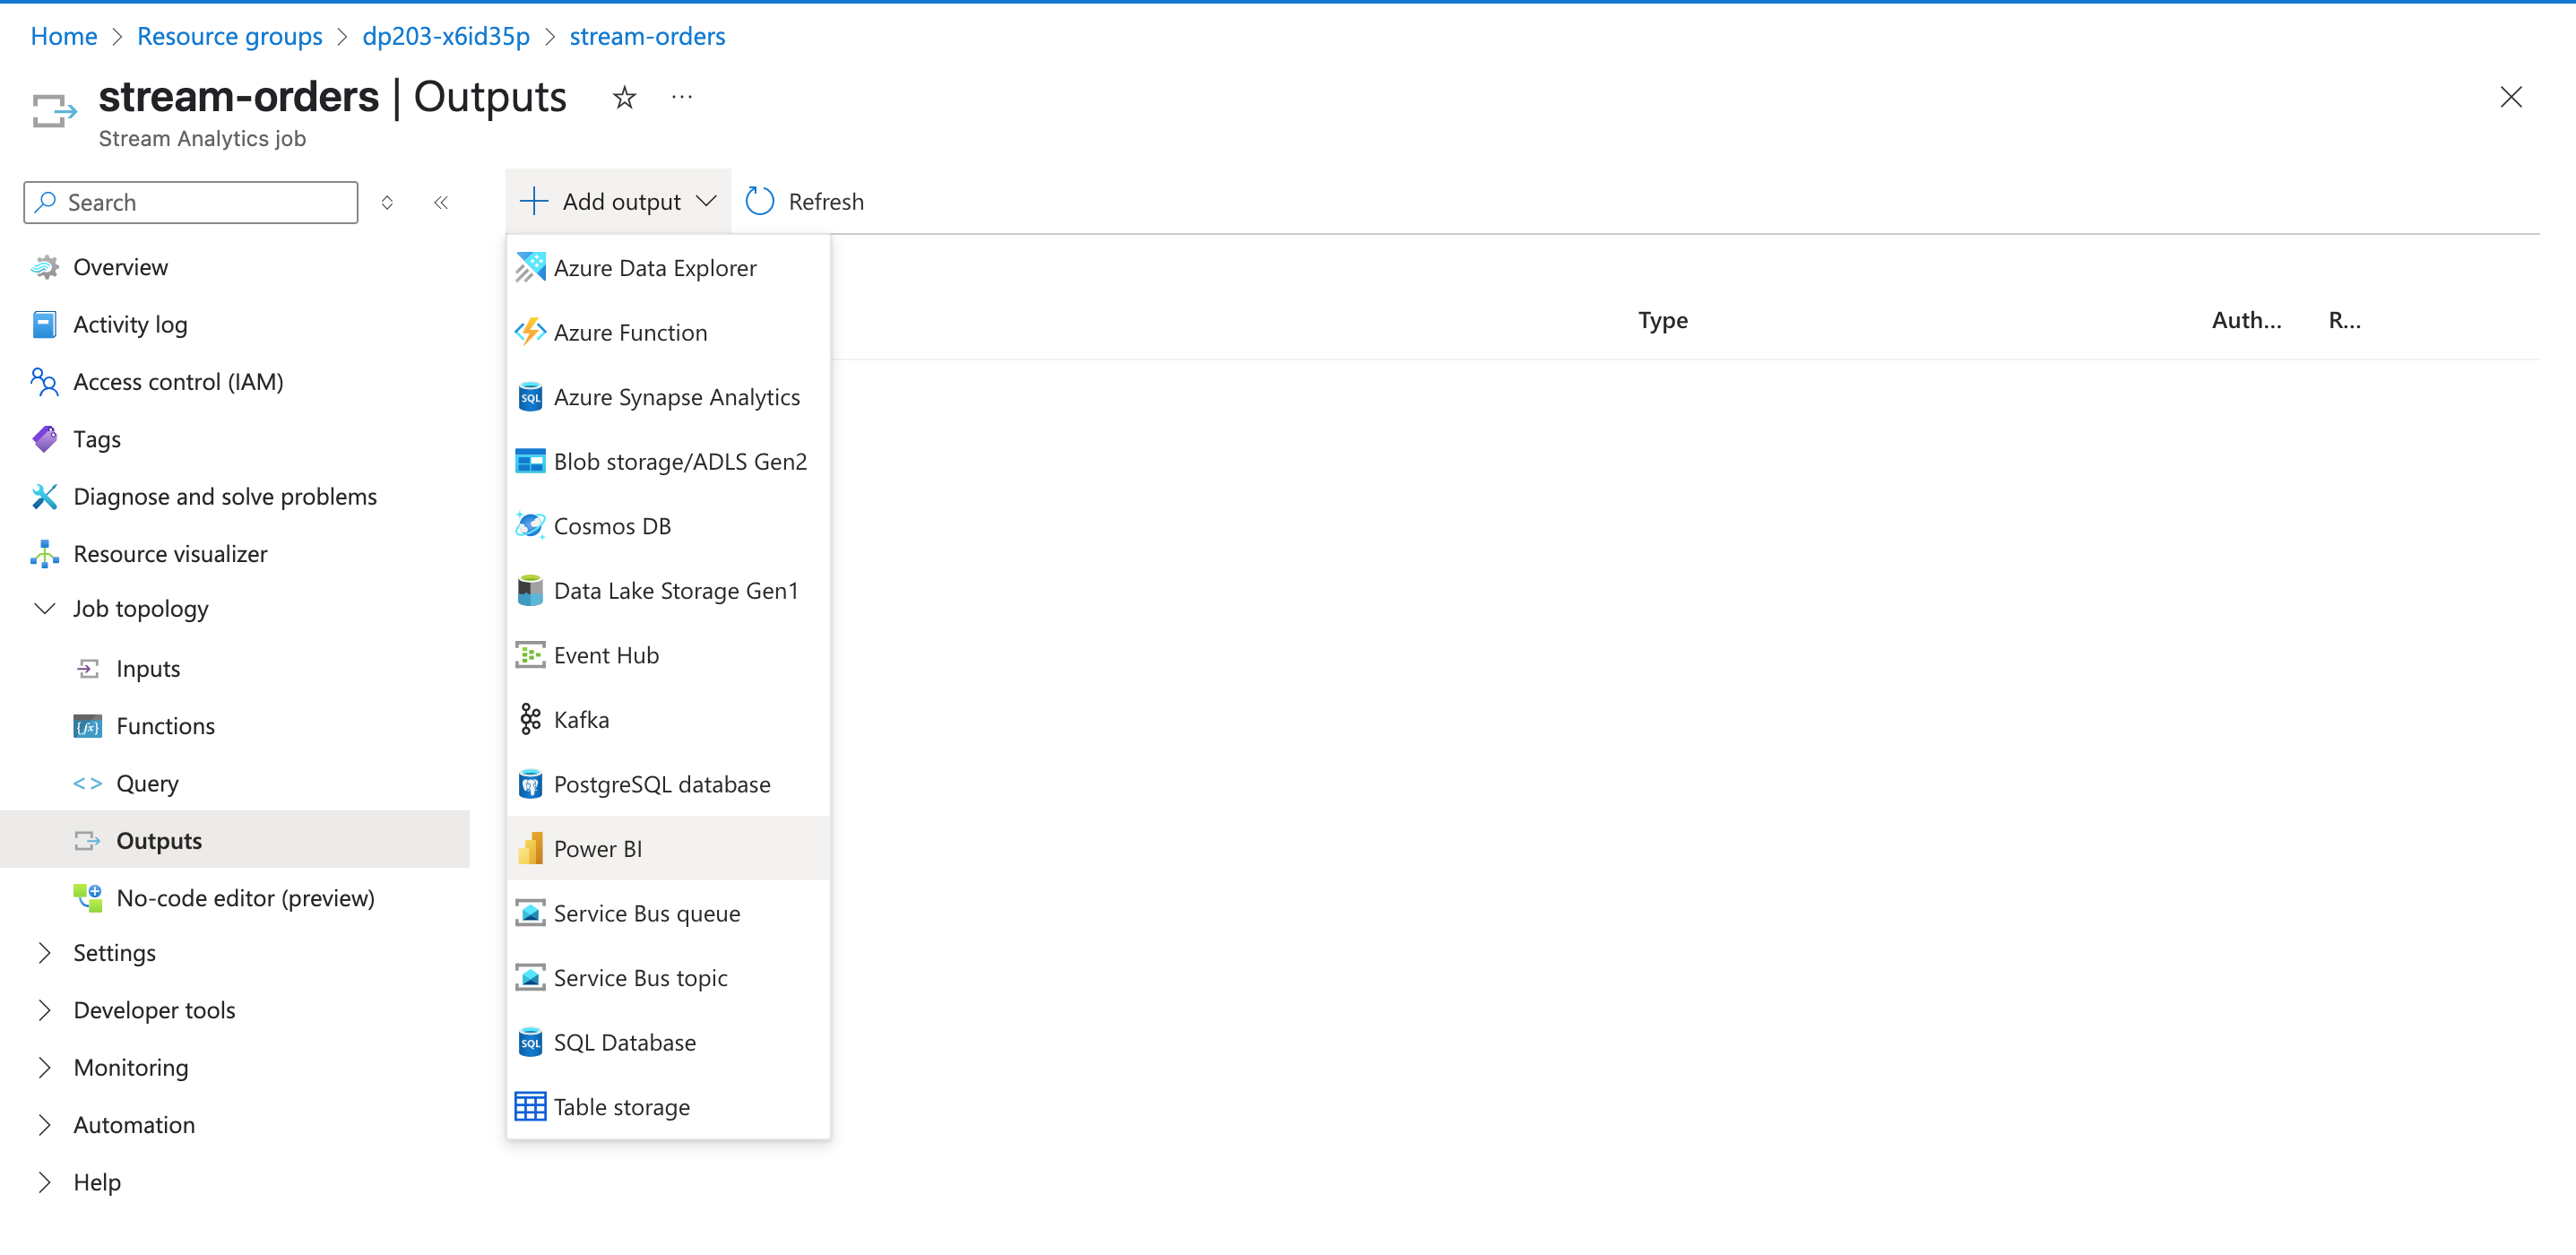 Home > Resource groups > dp203-x6id35p > stream-orders
stream-orders | Outputs
Stream Analytics job
Search
Overview
Activity log
Access control (IAM)
Tags
Diagnose and solve problems
Resource visualizer
Job topology
Inputs
Functions
Query
Outputs
No-code editor (preview)
Settings
Developer tools
Monitoring
Automation
Help
Add output
Refresh
Azure Data Explorer
Azure Function
Azure Synapse Analytics
Blob storage/ADLS Gen2
Cosmos DB
Data Lake Storage Gen1
Event Hub
Kafka
PostgreSQL database
Power BI
Service Bus queue
Service Bus topic
SQL Database
Table storage
Type Auth... R...